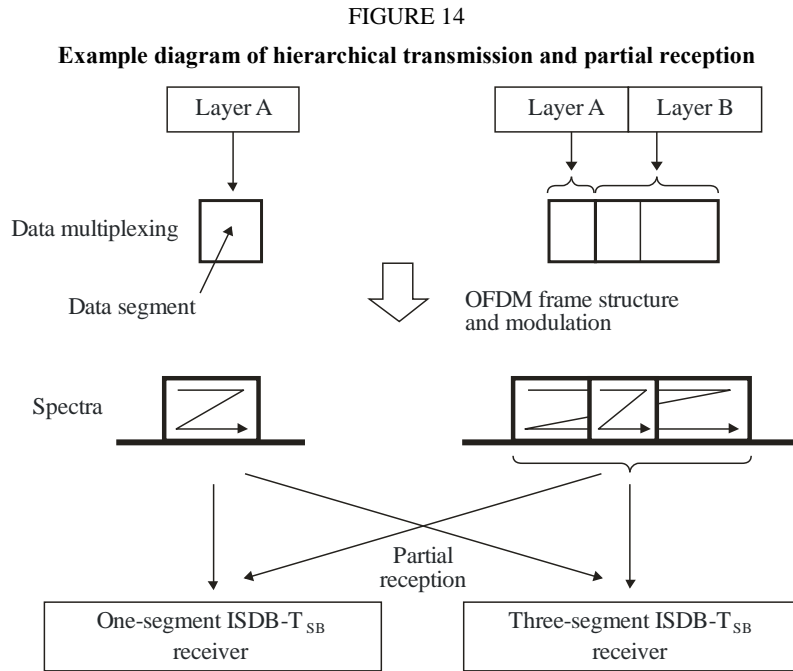 FIGURE 14
Example diagram of hierarchical transmission and partial reception
Layer A
Layer A
Layer B
Data multiplexing
Data segment
OFDM frame structure
and modulation
Spectra
Partial
reception
One-segment ISDB-TSB
receiver
Three-segment ISDB-TSB
receiver